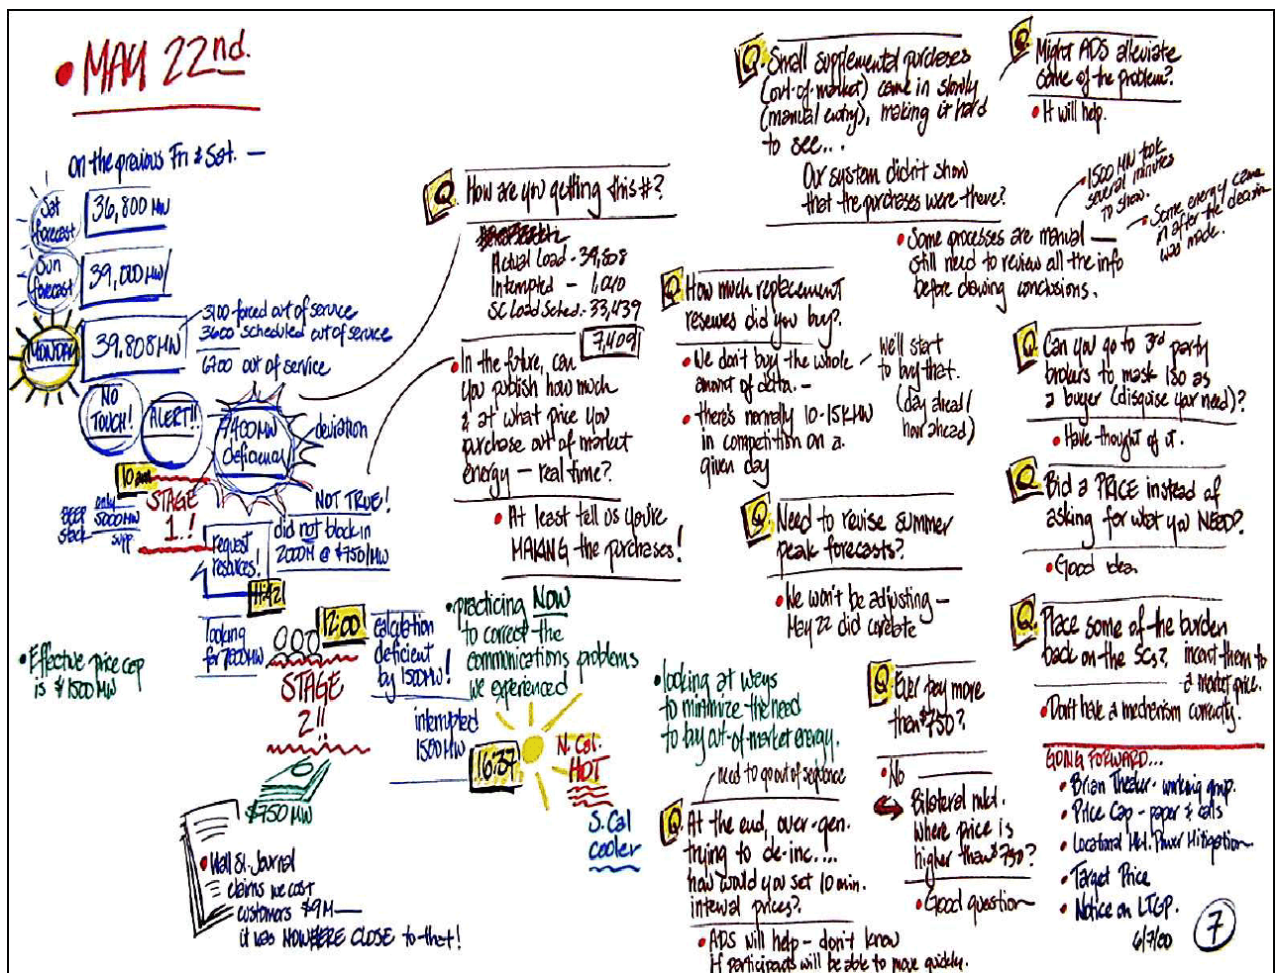 • MAY 22nd.
on the previous Fri & Sat. —
Sat forecast
36,800 MW
Sun forecast
39,000 MW
MONDAY
39,808 MW
3100 forced out of service
3600 scheduled out of service
6700 out of service
NO TOUCH!
ALERT!!
7,400 MW
deficiency
deviation
10am
STAGE
1.!
BEEP stack
only
5000MW
supp.
request
resources!
11:42
looking
for 7000MW
NOT TRUE!
did not block in
2000M @ $750/MW
• Effective price cap
is $1500 MW
12:00
STAGE
2!!
$750 MW
calculation
deficient
by 1500MW!
interrupted
1500MW
16:37
N. Cal.
HOT
S. Cal
cooler
• Wall St. Journal
claims we cost
customers $9M —
it was NOWHERE CLOSE to that!
Q. How are you getting this #?
Actual Load - 39,808
Interrupted — 1,040
SC Load Sched. - 33,439
7,409
• In the future, can
you publish how much
& at what price you
purchase out of market
energy — real time?
• At least tell us you're
MAKING the purchases!
• practicing NOW
to correct the
communications problems
we experienced
Q. Small supplemental purchases
(out-of-market) came in slowly
(manual entry), making it hard
to see...
Our system didn't show
that the purchases were there?
• Some processes are manual —
still need to review all the info
before drawing conclusions.
• 1500 MW took
several minutes
to show.
• Some energy came
in after the decision
was made.
Q. Might ADS alleviate
some of the problem?
• It will help.
Q. How much replacement
reserves did you buy?
• We don't buy the whole
amount of delta. —
we'll start
to buy that.
(day ahead/
hour ahead)
• there's normally 10-15K MW
in competition on a
given day
Q. Need to revise summer
peak forecasts?
• We won't be adjusting —
May 22 did correlate
• looking at ways
to minimize the need
to buy out-of-market energy.
need to go out of sequence
Q. At the end, over-gen.
trying to de-inc....
how would you set 10 min.
interval prices?
• ADS will help — don't know
if participants will be able to move quickly.
Q. Ever pay more
than $750?
• No
Bilateral mkt.
where price is
higher than $750?
• Good question
Q. Can you go to 3rd party
brokers to mask ISO as
a buyer (disguise your need)?
• Have thought of it.
Q. Bid a PRICE instead of
asking for what you NEED?
• Good idea
Q. Place some of the burden
back on the SCs?
incent them to
a market price.
• Don't have a mechanism currently.
GOING FORWARD...
• Brian Theaker - working grp.
• Price Cap - paper & calls
• Locational Mkt. Power Mitigation
• Target Price
• Notice on LTGP.
6/7/00
7